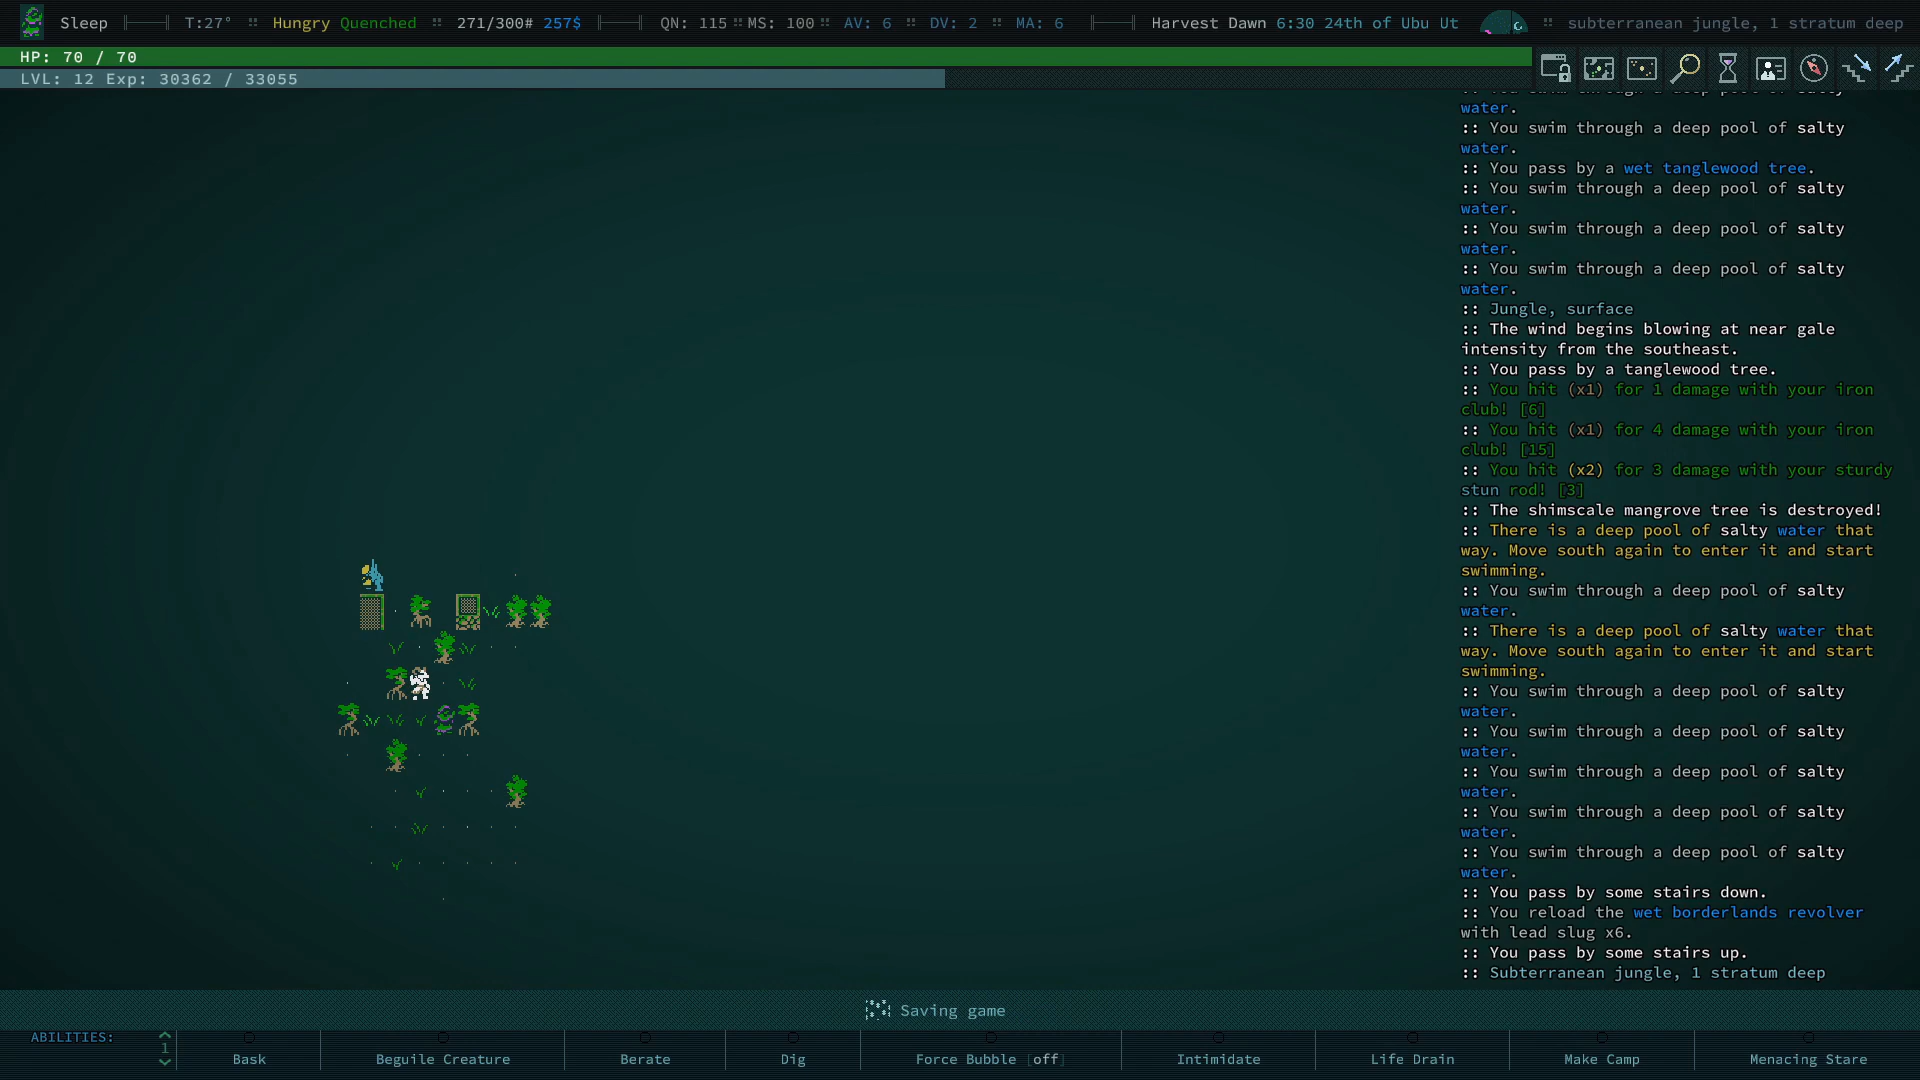 Sleep T:27° :: Hungry Quenched :: 271/300# 257$ QN: 115 :: MS: 100 :: AV: 6 :: DV: 2 :: MA: 6 Harvest Dawn 6:30 24th of Ubu Ut :: subterranean jungle, 1 stratum deep
HP: 70 / 70
LVL: 12 Exp: 30362 / 33055
:: You swim through a deep pool of salty
water.
:: You swim through a deep pool of salty
water.
:: You pass by a wet tanglewood tree.
:: You swim through a deep pool of salty
water.
:: You swim through a deep pool of salty
water.
:: You swim through a deep pool of salty
water.
:: Jungle, surface
:: The wind begins blowing at near gale
intensity from the southeast.
:: You pass by a tanglewood tree.
:: You hit (x1) for 1 damage with your iron
club! [6]
:: You hit (x1) for 4 damage with your iron
club! [15]
:: You hit (x2) for 3 damage with your sturdy
stun rod! [3]
:: The shimscale mangrove tree is destroyed!
:: There is a deep pool of salty water that
way. Move south again to enter it and start
swimming.
:: You swim through a deep pool of salty
water.
:: There is a deep pool of salty water that
way. Move south again to enter it and start
swimming.
:: You swim through a deep pool of salty
water.
:: You swim through a deep pool of salty
water.
:: You swim through a deep pool of salty
water.
:: You swim through a deep pool of salty
water.
:: You swim through a deep pool of salty
water.
:: You pass by some stairs down.
:: You reload the wet borderlands revolver
with lead slug x6.
:: You pass by some stairs up.
:: Subterranean jungle, 1 stratum deep
Saving game
ABILITIES: 1 Bask Beguile Creature Berate Dig Force Bubble [off] Intimidate Life Drain Make Camp Menacing Stare